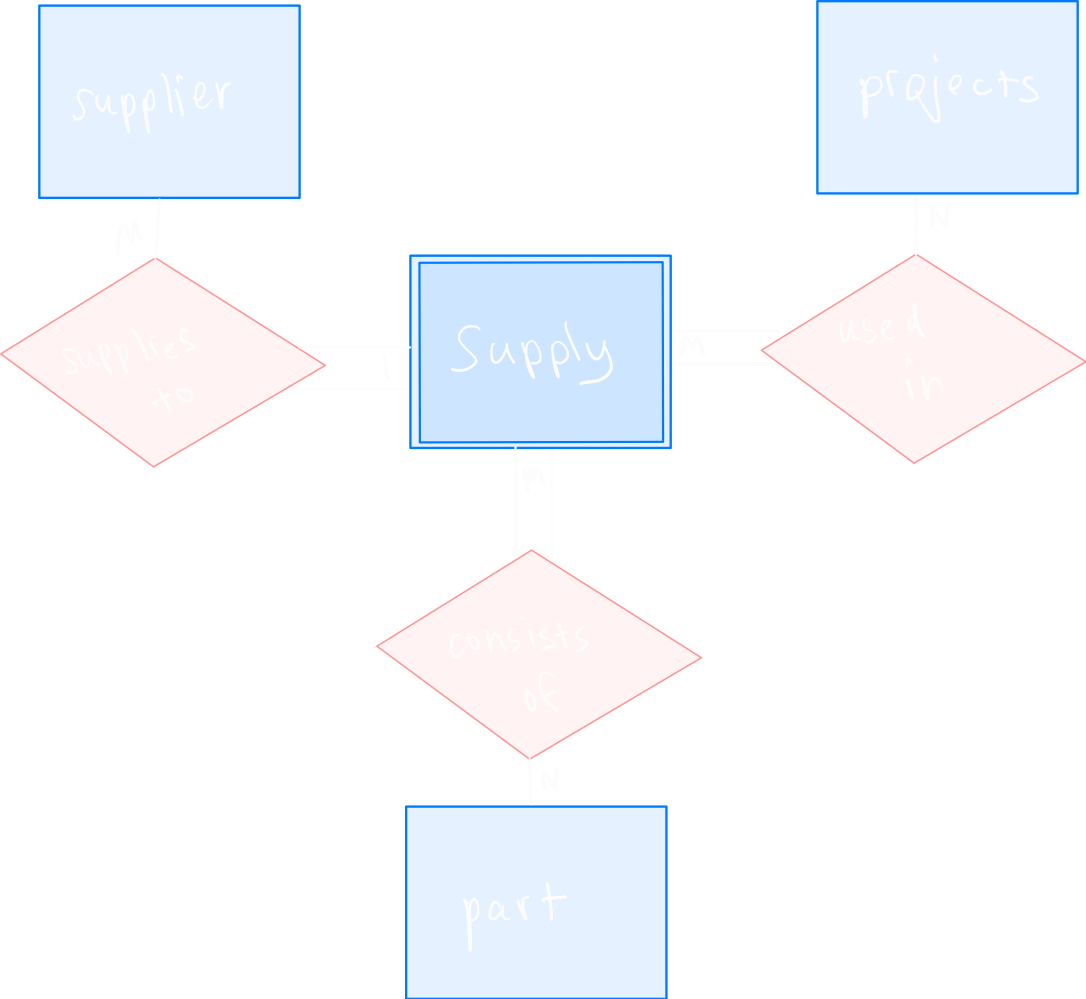 supplier
projects
M
N
supplies
to
1
Supply
M
used
in
m
consists
of
N
part